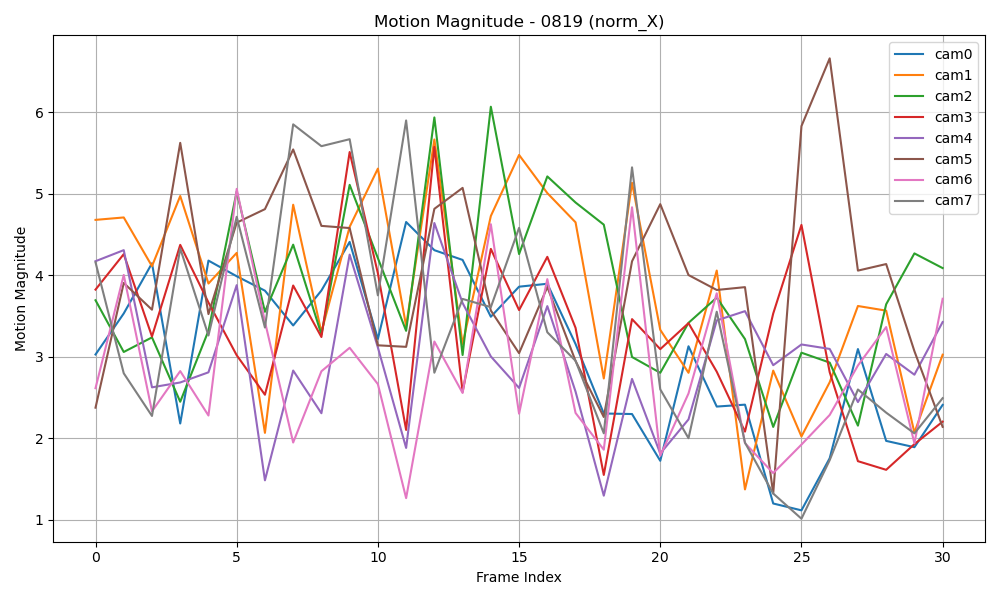 Motion Magnitude - 0819 (norm_X)
cam0
cam1
cam2
cam3
cam4
cam5
cam6
cam7
Motion Magnitude
6
5
4
3
2
1
0 5 10 15 20 25 30
Frame Index